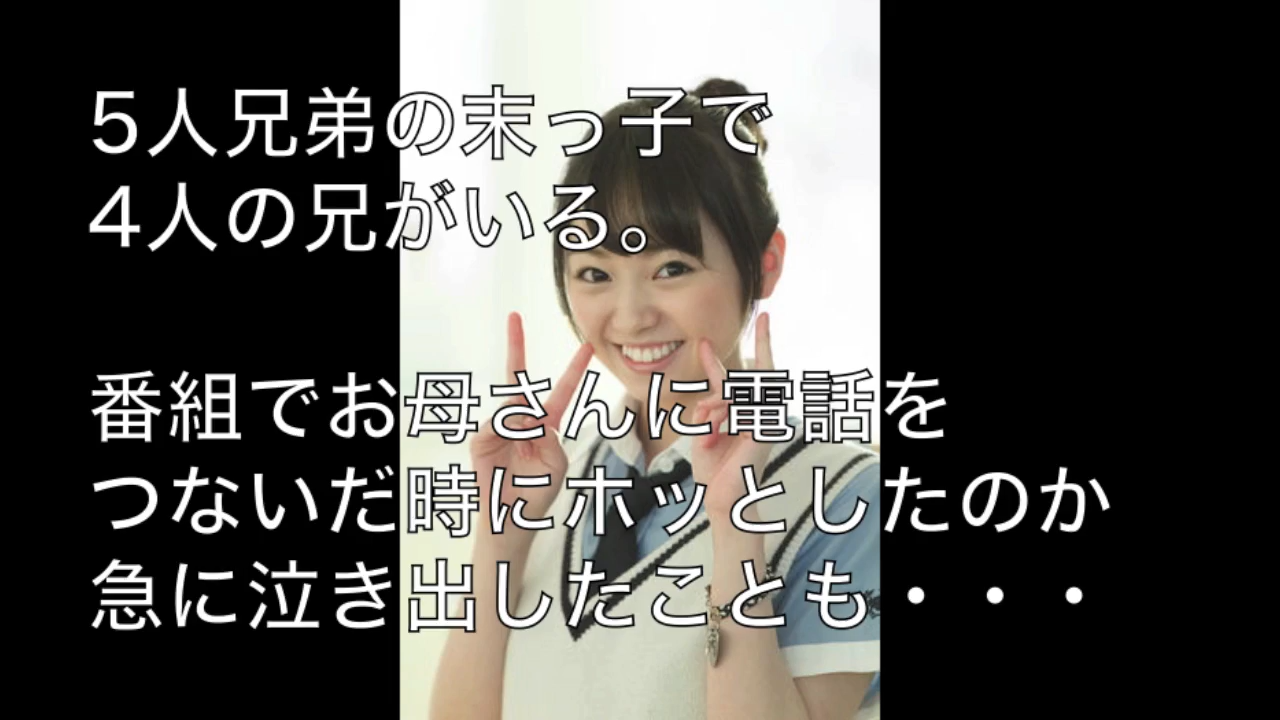 5人兄弟の末っ子で
4人の兄がいる。
番組でお母さんに電話を
つないだ時にホッとしたのか
急に泣き出したことも・・・